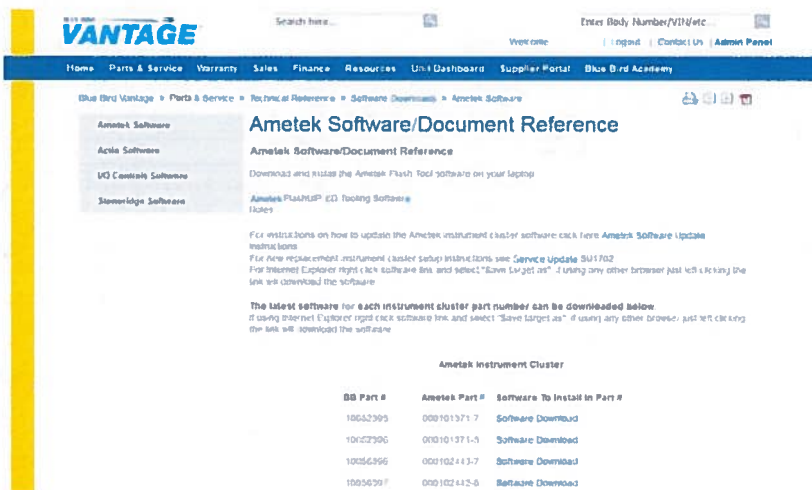 VANTAGE
Search here...
Enter Body Number/VIN/etc
Welcome | Logout | Contact Us | Admin Panel
Home Parts & Service Warranty Sales Finance Resources Unit Dashboard Supplier Portal Blue Bird Academy
Blue Bird Vantage » Parts & Service » Technical Reference » Software Downloads » Ametek Software
Ametek Software
Actia Software
I/O Controls Software
Stoneridge Software
Ametek Software/Document Reference
Ametek Software/Document Reference
Download and install the Ametek Flash Tool software on your laptop
Ametek FlashUP Tooling Software
Notes
For instructions on how to update the Ametek instrument cluster software click here Ametek Software Update
Instructions
For new replacement instrument cluster setup instructions see Service Update SU1702
For Internet Explorer right click software link and select "Save target as" if using any other browser just left clicking the
link will download the software
The latest software for each instrument cluster part number can be downloaded below.
If using Internet Explorer right click software link and select "Save target as" if using any other browser just left clicking
the link will download the software
Ametek Instrument Cluster
BB Part # Ametek Part # Software To Install in Part #
10052395 000101371-7 Software Download
10052396 000101371-8 Software Download
10056396 000102443-7 Software Download
10056397 Software Download